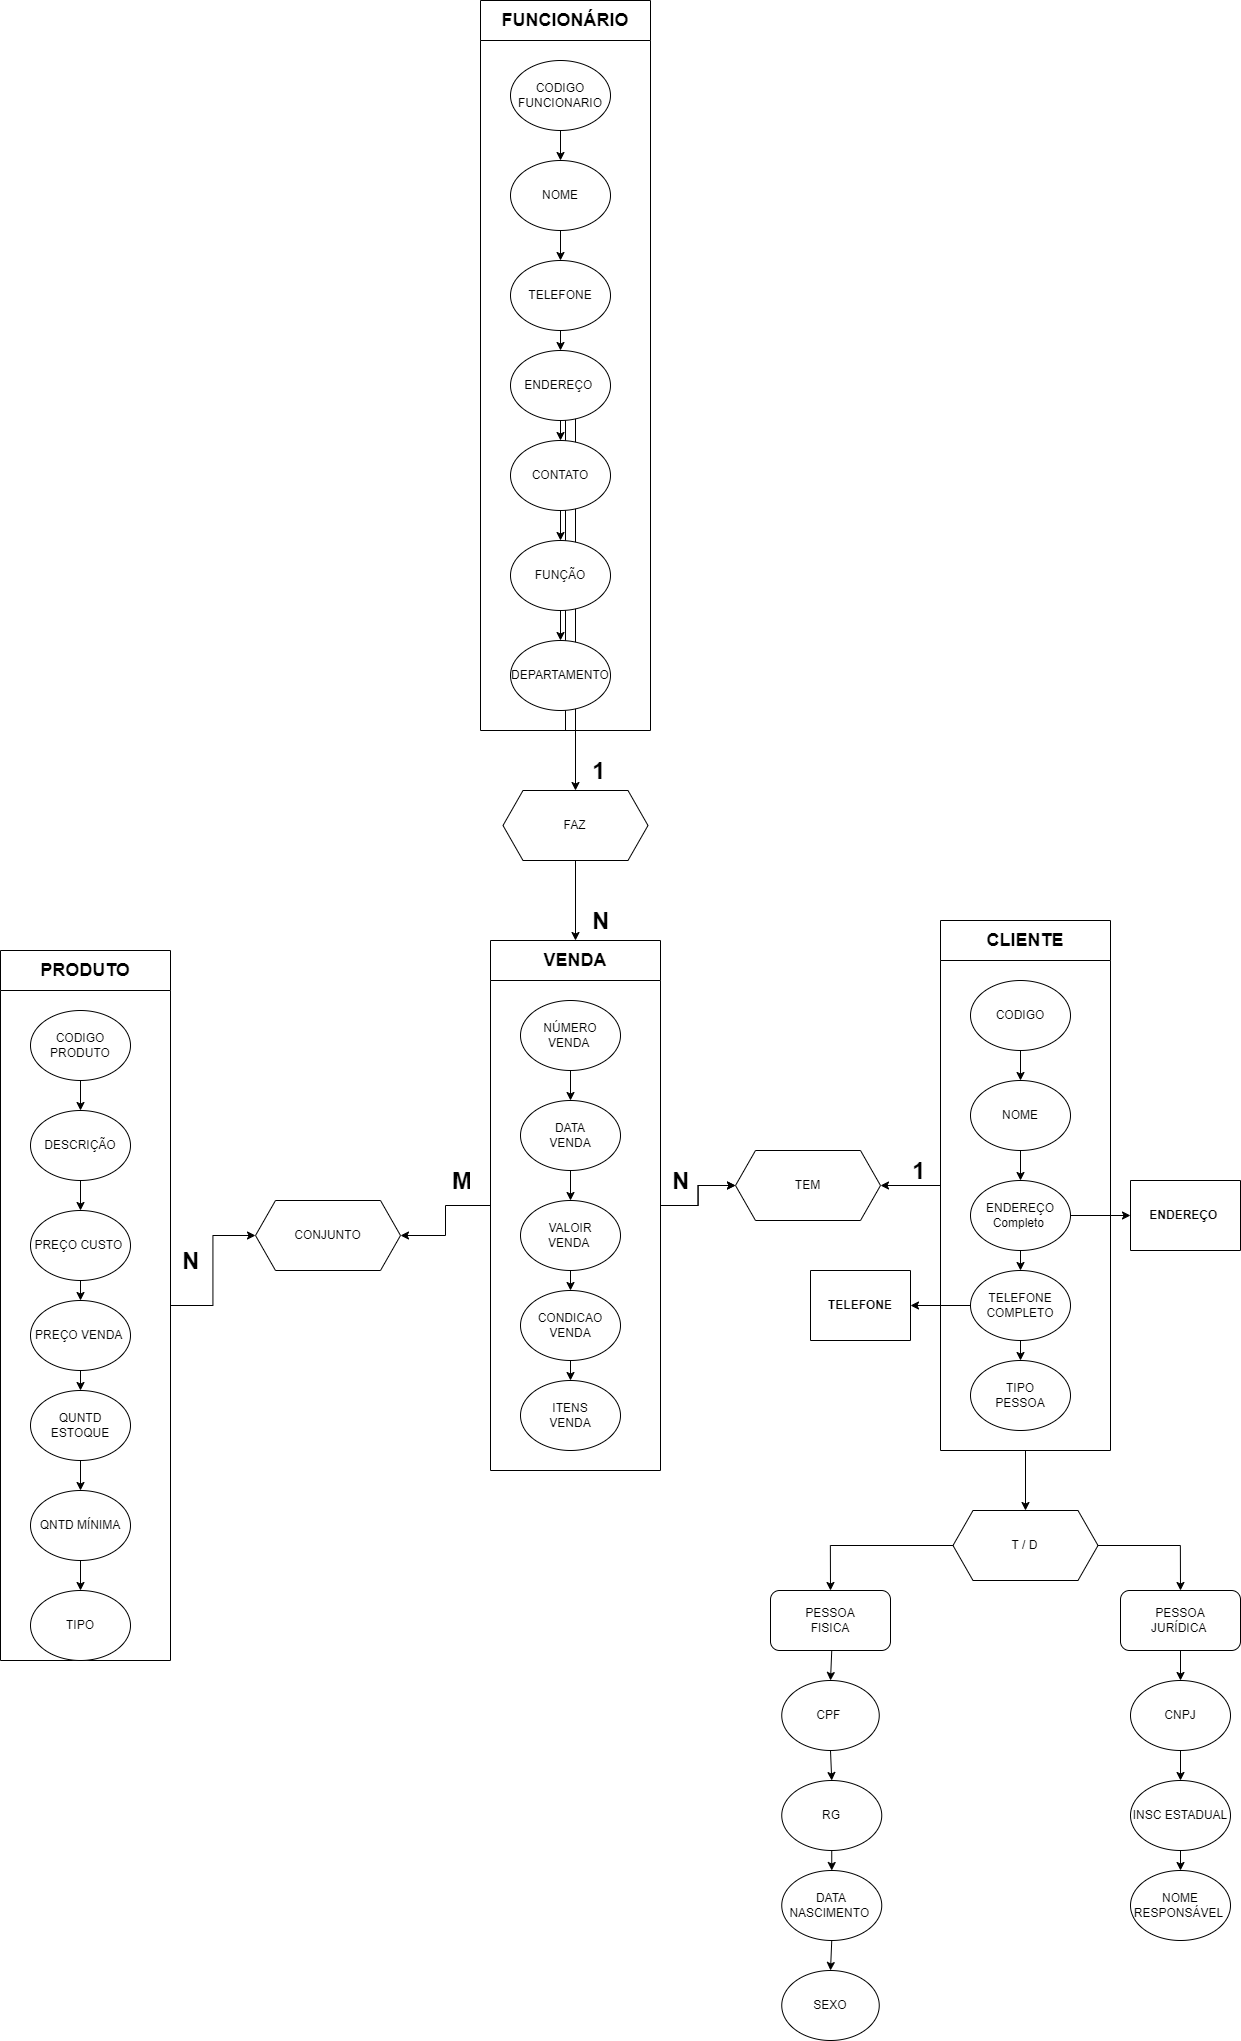 FUNCIONÁRIO
CODIGO
FUNCIONARIO
NOME
TELEFONE
ENDEREÇO
CONTATO
FUNÇÃO
DEPARTAMENTO
1
FAZ
N
PRODUTO
CODIGO
PRODUTO
DESCRIÇÃO
PREÇO CUSTO
PREÇO VENDA
QUNTD
ESTOQUE
QNTD MÍNIMA
TIPO
N
CONJUNTO
M
VENDA
NÚMERO
VENDA
DATA
VENDA
VALOIR
VENDA
CONDICAO
VENDA
ITENS
VENDA
N
TEM
1
CLIENTE
CODIGO
NOME
ENDEREÇO
Completo
ENDEREÇO
TELEFONE
COMPLETO
TELEFONE
TIPO
PESSOA
T / D
PESSOA
FISICA
CPF
RG
DATA
NASCIMENTO
SEXO
PESSOA
JURÍDICA
CNPJ
INSC ESTADUAL
NOME
RESPONSÁVEL